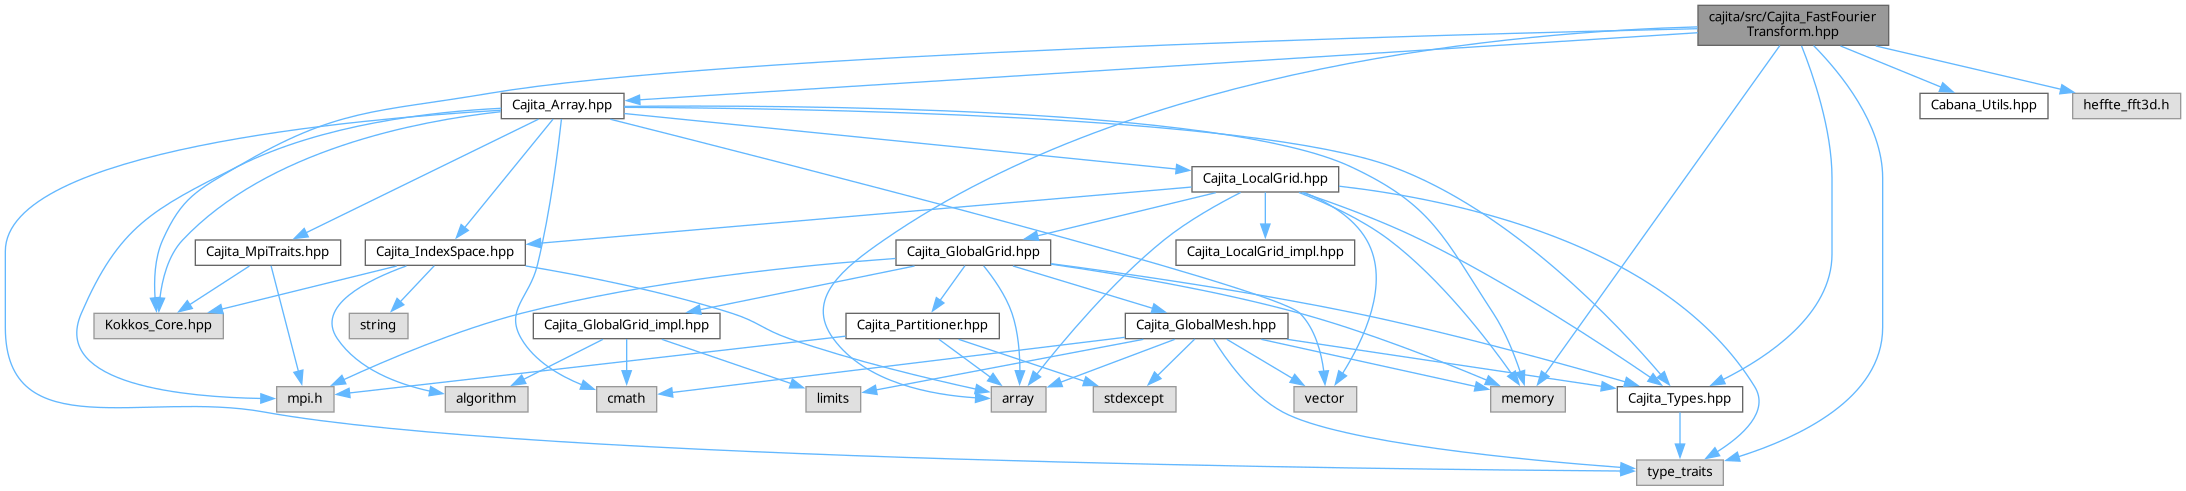 cajita/src/Cajita_FastFourier
Transform.hpp
Cajita_Array.hpp
Cabana_Utils.hpp
heffte_fft3d.h
Cajita_LocalGrid.hpp
Cajita_MpiTraits.hpp
Cajita_IndexSpace.hpp
Cajita_GlobalGrid.hpp
Cajita_LocalGrid_impl.hpp
Kokkos_Core.hpp
string
Cajita_GlobalGrid_impl.hpp
Cajita_Partitioner.hpp
Cajita_GlobalMesh.hpp
mpi.h
algorithm
cmath
limits
array
stdexcept
vector
memory
Cajita_Types.hpp
type_traits